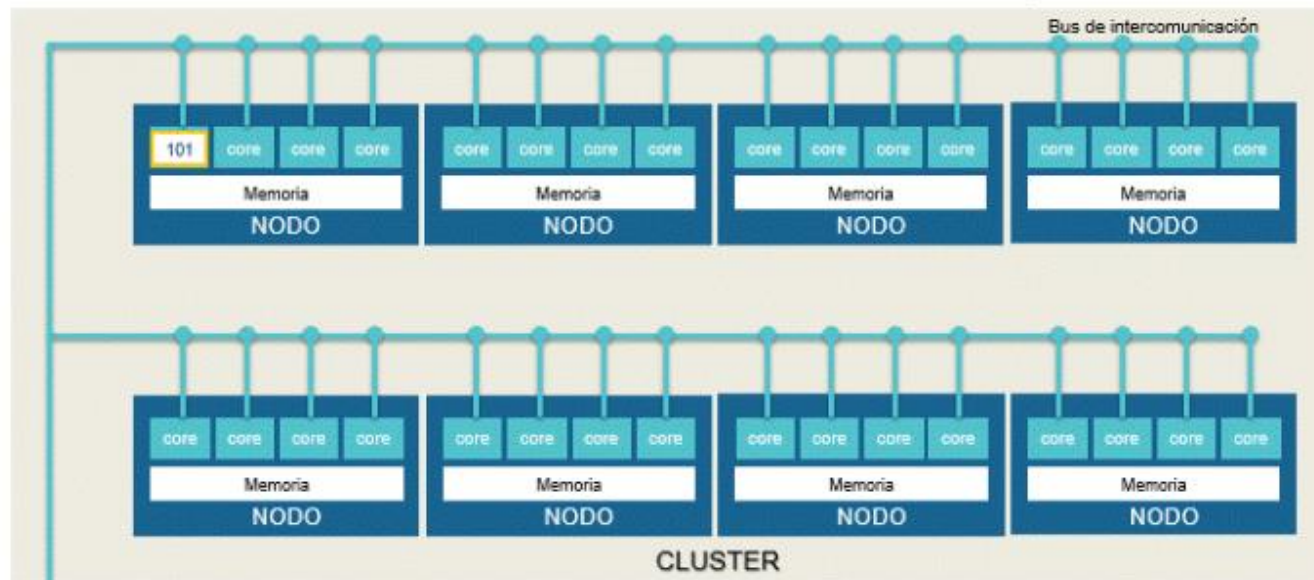 Bus de intercomunicación
101 core core core core core core core core core core core core core core core
Memoria Memoria Memoria Memoria
NODO NODO NODO NODO
core core core core core core core core core core core core core core core core
Memoria Memoria Memoria Memoria
NODO NODO NODO NODO
CLUSTER